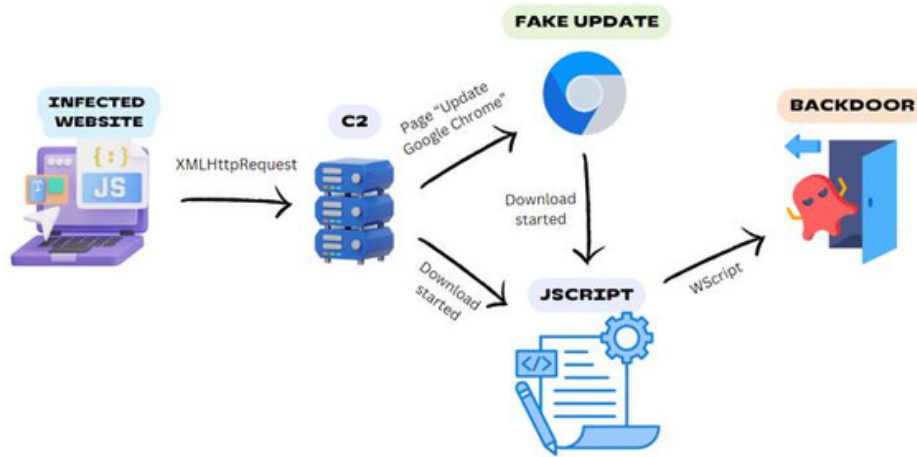 FAKE UPDATE
INFECTED
WEBSITE
{:}
T
JS
XMLHttpRequest
C2
Page "Update
Google Chrome"
Download
started
Download
started
JSCRIPT
</>
WScript
BACKDOOR